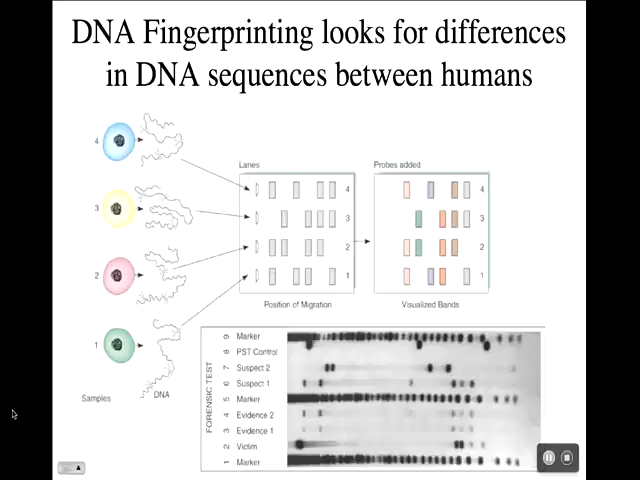 DNA Fingerprinting looks for differences
in DNA sequences between humans
Lanes
Probes added
4
3
2
1
4
3
2
1
4
3
2
1
Position of Migration
Visualized Bands
Samples
DNA
FORENSIC TEST
9 Marker
8 PST Control
7 Suspect 2
6 Suspect 1
5 Marker
4 Evidence 2
3 Evidence 1
2 Victim
1 Marker